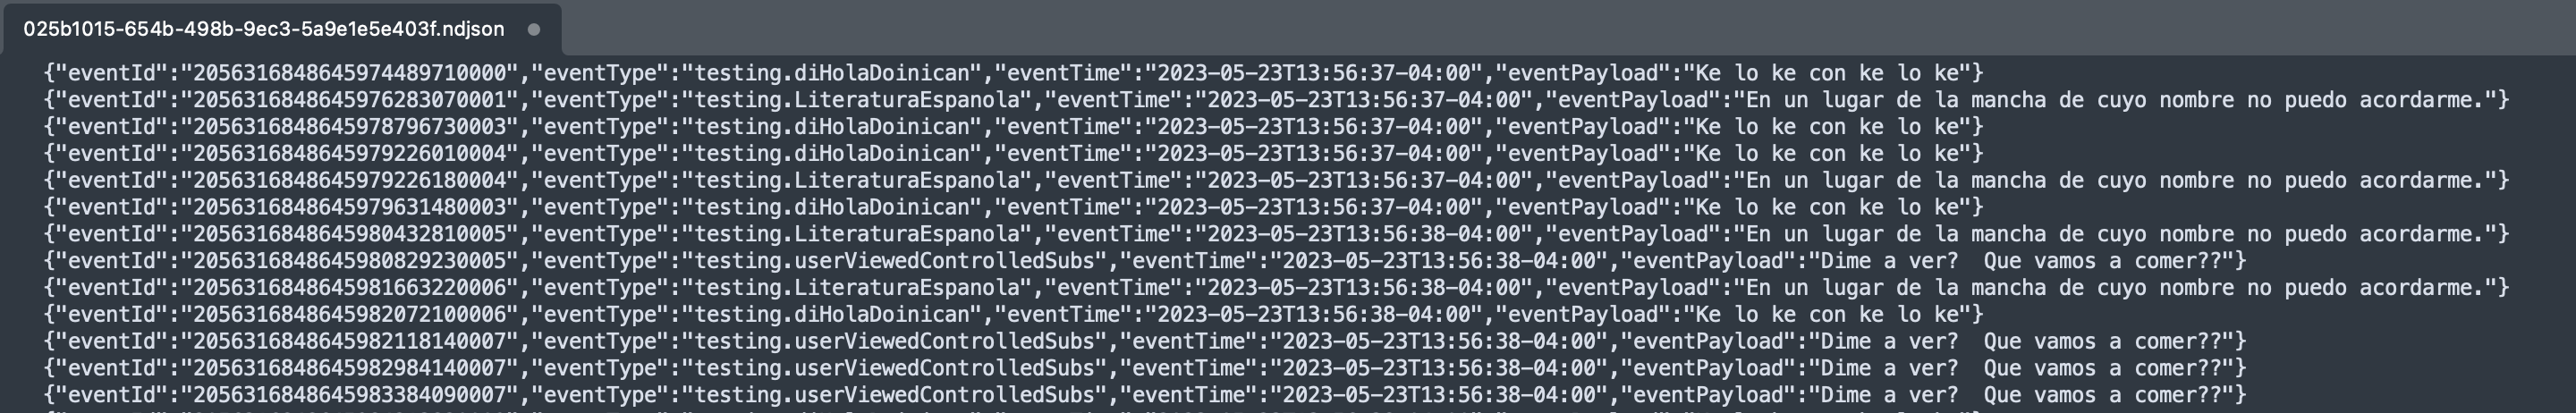 025b1015-654b-498b-9ec3-5a9e1e5e403f.ndjson
{"eventId":"2056316848645974489710000","eventType":"testing.diHolaDoinican","eventTime":"2023-05-23T13:56:37-04:00","eventPayload":"Ke lo ke con ke lo ke"}
{"eventId":"2056316848645976283070001","eventType":"testing.LiteraturaEspanola","eventTime":"2023-05-23T13:56:37-04:00","eventPayload":"En un lugar de la mancha de cuyo nombre no puedo acordarme."}
{"eventId":"2056316848645978796730003","eventType":"testing.diHolaDoinican","eventTime":"2023-05-23T13:56:37-04:00","eventPayload":"Ke lo ke con ke lo ke"}
{"eventId":"2056316848645979226010004","eventType":"testing.diHolaDoinican","eventTime":"2023-05-23T13:56:37-04:00","eventPayload":"Ke lo ke con ke lo ke"}
{"eventId":"2056316848645979226180004","eventType":"testing.LiteraturaEspanola","eventTime":"2023-05-23T13:56:37-04:00","eventPayload":"En un lugar de la mancha de cuyo nombre no puedo acordarme."}
{"eventId":"2056316848645979631480003","eventType":"testing.diHolaDoinican","eventTime":"2023-05-23T13:56:37-04:00","eventPayload":"Ke lo ke con ke lo ke"}
{"eventId":"2056316848645980432810005","eventType":"testing.LiteraturaEspanola","eventTime":"2023-05-23T13:56:38-04:00","eventPayload":"En un lugar de la mancha de cuyo nombre no puedo acordarme."}
{"eventId":"2056316848645980829230005","eventType":"testing.userViewedControlledSubs","eventTime":"2023-05-23T13:56:38-04:00","eventPayload":"Dime a ver?  Que vamos a comer??"}
{"eventId":"2056316848645981663220006","eventType":"testing.LiteraturaEspanola","eventTime":"2023-05-23T13:56:38-04:00","eventPayload":"En un lugar de la mancha de cuyo nombre no puedo acordarme."}
{"eventId":"2056316848645982072100006","eventType":"testing.diHolaDoinican","eventTime":"2023-05-23T13:56:38-04:00","eventPayload":"Ke lo ke con ke lo ke"}
{"eventId":"2056316848645982118140007","eventType":"testing.userViewedControlledSubs","eventTime":"2023-05-23T13:56:38-04:00","eventPayload":"Dime a ver?  Que vamos a comer??"}
{"eventId":"2056316848645982984140007","eventType":"testing.userViewedControlledSubs","eventTime":"2023-05-23T13:56:38-04:00","eventPayload":"Dime a ver?  Que vamos a comer??"}
{"eventId":"2056316848645983384090007","eventType":"testing.userViewedControlledSubs","eventTime":"2023-05-23T13:56:38-04:00","eventPayload":"Dime a ver?  Que vamos a comer??"}